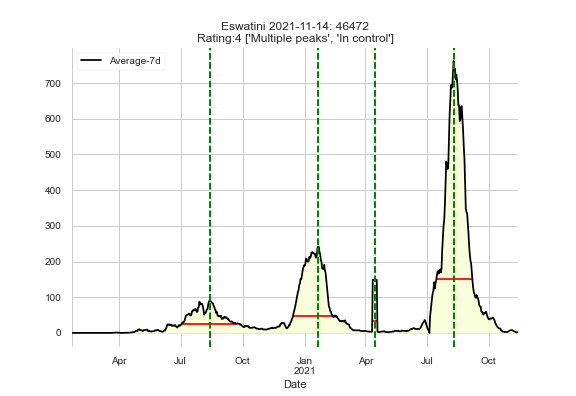 Eswatini 2021-11-14: 46472
Rating:4 ['Multiple peaks', 'In control']
Average-7d
700
600
500
400
300
200
100
0
Apr Jul Oct Jan Apr Jul Oct
2021
Date